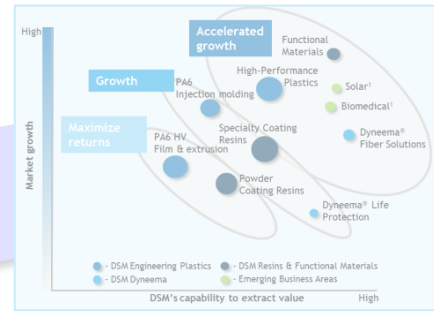 High
Accelerated
growth
Functional
Materials
High-Performance
Plastics
Growth
PA6
Injection molding
Solar¹
Biomedical¹
Maximize
returns
PA6 HV
Film & extrusion
Specialty Coating
Resins
Dyneema®
Fiber Solutions
Powder
Coating Resins
Dyneema® Life
Protection
Market growth
- DSM Engineering Plastics
- DSM Resins & Functional Materials
- DSM Dyneema
- Emerging Business Areas
DSM's capability to extract value
High